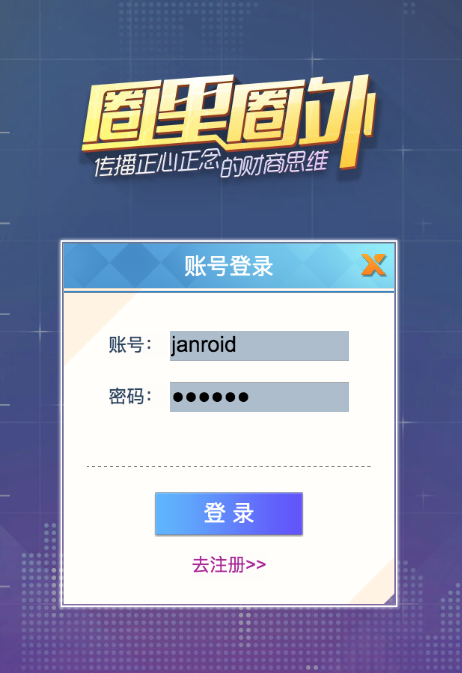 圈里圈外
传播正心正念的财商思维
账号登录
账号：janroid
密码：●●●●●●
登 录
去注册>>